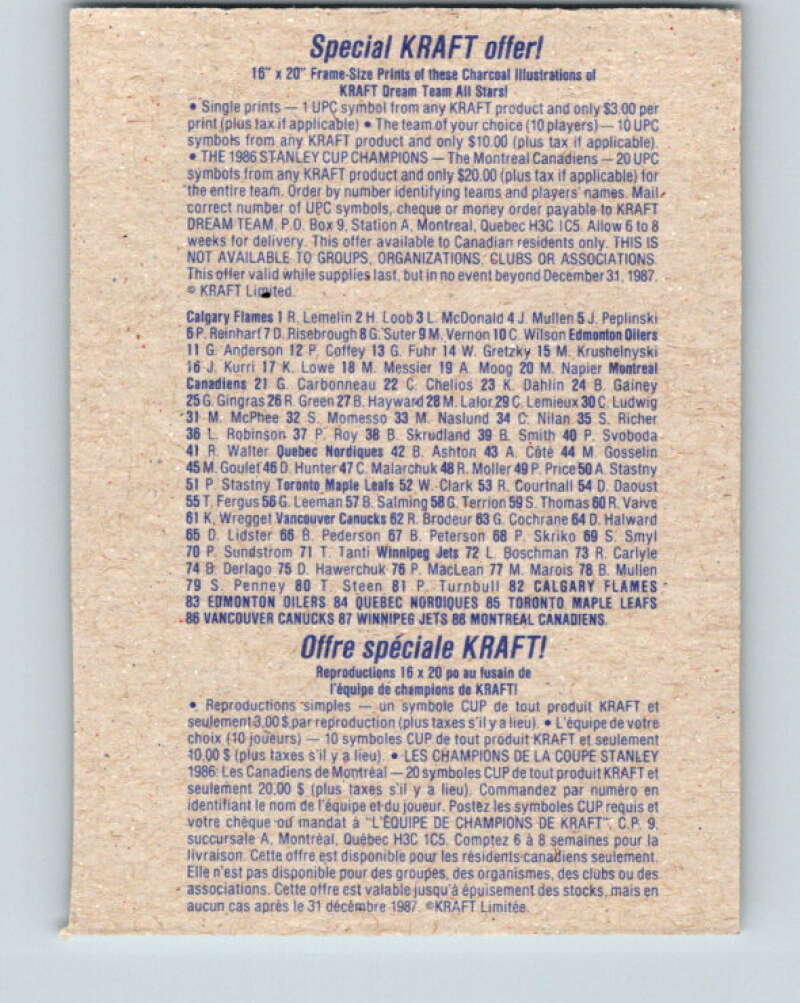 Special KRAFT offer!
16" x 20" Frame-Size Prints of these Charcoal Illustrations of
KRAFT Dream Team All Stars!
• Single prints — 1 UPC symbol from any KRAFT product and only $3.00 per
print (plus tax if applicable) • The team of your choice (10 players) — 10 UPC
symbols from any KRAFT product and only $10.00 (plus tax if applicable).
• THE 1986 STANLEY CUP CHAMPIONS — The Montreal Canadiens — 20 UPC
symbols from any KRAFT product and only $20.00 (plus tax if applicable) for
the entire team. Order by number identifying teams and players' names. Mail
correct number of UPC symbols, cheque or money order payable to KRAFT
DREAM TEAM, P.O. Box 9, Station A, Montreal, Quebec H3C 1C5. Allow 6 to 8
weeks for delivery. This offer available to Canadian residents only. THIS IS
NOT AVAILABLE TO GROUPS, ORGANIZATIONS, CLUBS OR ASSOCIATIONS.
This offer valid while supplies last, but in no event beyond December 31, 1987.
© KRAFT Limited.
Calgary Flames 1 R. Lemelin 2 H. Loob 3 L. McDonald 4 J. Mullen 5 J. Peplinski
6 P. Reinhart 7 D. Risebrough 8 G. Suter 9 M. Vernon 10 C. Wilson Edmonton Oilers
11 G. Anderson 12 P. Coffey 13 G. Fuhr 14 W. Gretzky 15 M. Krushelnyski
16 J. Kurri 17 K. Lowe 18 M. Messier 19 A. Moog 20 M. Napier Montreal
Canadiens 21 G. Carbonneau 22 C. Chelios 23 K. Dahlin 24 B. Gainey
25 G. Gingras 26 R. Green 27 B. Hayward 28 M. Lalor 29 C. Lemieux 30 C. Ludwig
31 M. McPhee 32 S. Momesso 33 M. Naslund 34 C. Nilan 35 S. Richer
36 L. Robinson 37 P. Roy 38 B. Skrudland 39 B. Smith 40 P. Svoboda
41 R. Walter Quebec Nordiques 42 B. Ashton 43 A. Côté 44 M. Gosselin
45 M. Goulet 46 D. Hunter 47 C. Malarchuk 48 R. Moller 49 P. Price 50 A. Stastny
51 P. Stastny Toronto Maple Leafs 52 W. Clark 53 R. Courtnall 54 D. Daoust
55 T. Fergus 56 G. Leeman 57 B. Salming 58 G. Terrion 59 S. Thomas 60 R. Vaive
61 K. Wregget Vancouver Canucks 62 R. Brodeur 63 G. Cochrane 64 D. Halward
65 D. Lidster 66 B. Pederson 67 B. Peterson 68 P. Skriko 69 S. Smyl
70 P. Sundstrom 71 T. Tanti Winnipeg Jets 72 L. Boschman 73 R. Carlyle
74 B. Derlago 75 D. Hawerchuk 76 P. MacLean 77 M. Marois 78 B. Mullen
79 S. Penney 80 T. Steen 81 P. Turnbull 82 CALGARY FLAMES
83 EDMONTON OILERS 84 QUEBEC NORDIQUES 85 TORONTO MAPLE LEAFS
86 VANCOUVER CANUCKS 87 WINNIPEG JETS 88 MONTREAL CANADIENS.
Offre spéciale KRAFT!
Reproductions 16 x 20 po au fusain de
l'équipe de champions de KRAFT!
• Reproductions simples — un symbole CUP de tout produit KRAFT et
seulement 3,00 $ par reproduction (plus taxes s'il y a lieu). • L'équipe de votre
choix (10 joueurs) — 10 symboles CUP de tout produit KRAFT et seulement
10,00 $ (plus taxes s'il y a lieu). • LES CHAMPIONS DE LA COUPE STANLEY
1986: Les Canadiens de Montréal — 20 symboles CUP de tout produit KRAFT et
seulement 20,00 $ (plus taxes s'il y a lieu). Commandez par numéro en
identifiant le nom de l'équipe et du joueur. Postez les symboles CUP requis et
votre chèque ou mandat à "L'ÉQUIPE DE CHAMPIONS DE KRAFT", C.P. 9,
succursale A, Montréal, Québec H3C 1C5. Comptez 6 à 8 semaines pour la
livraison. Cette offre est disponible pour les résidents canadiens seulement.
Elle n'est pas disponible pour des groupes, des organismes, des clubs ou des
associations. Cette offre est valable jusqu'à épuisement des stocks, mais en
aucun cas après le 31 décembre 1987. ©KRAFT Limitée.